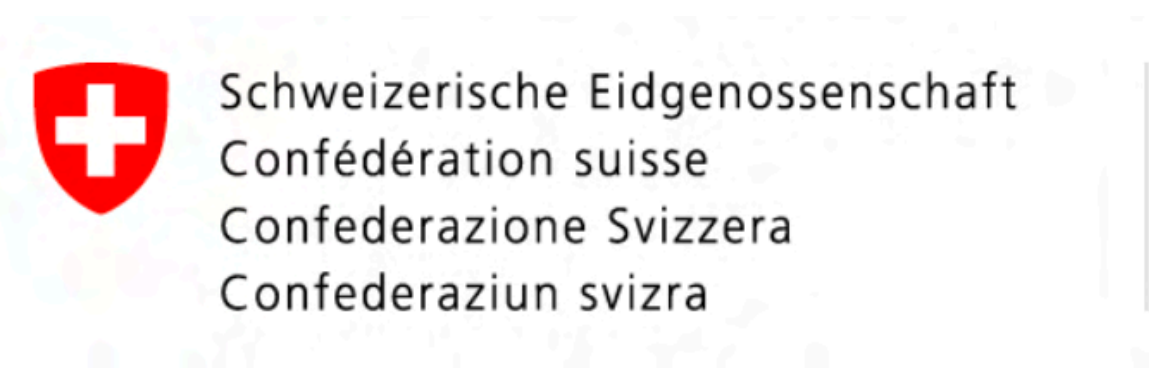 Schweizerische Eidgenossenschaft
Confédération suisse
Confederazione Svizzera
Confederaziun svizra